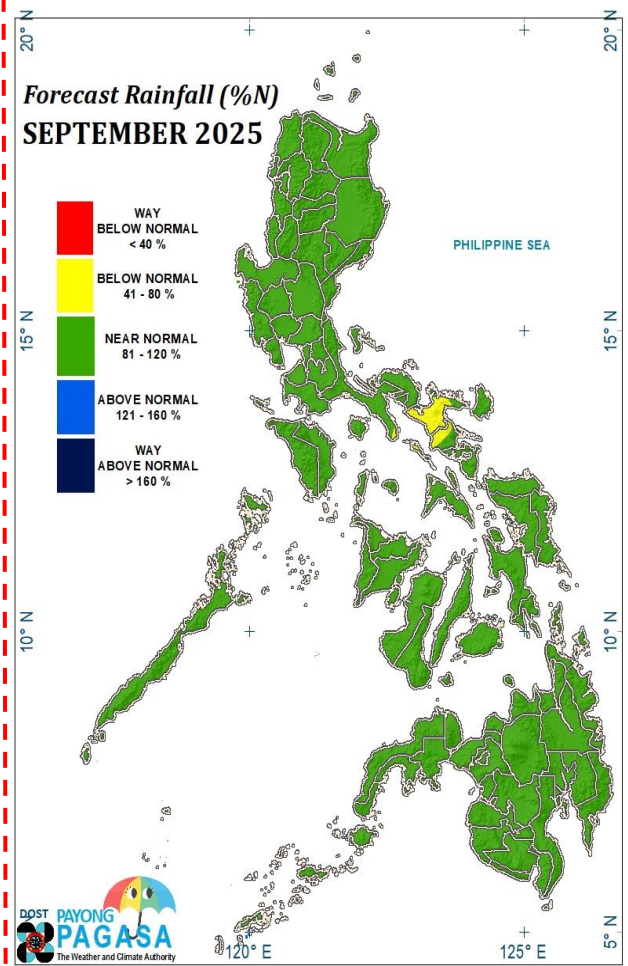 20° N
20° N
Forecast Rainfall (%N)
SEPTEMBER 2025
WAY
BELOW NORMAL
< 40 %
PHILIPPINE SEA
BELOW NORMAL
41 - 80 %
15° N
15° N
NEAR NORMAL
81 - 120 %
ABOVE NORMAL
121 - 160 %
WAY
ABOVE NORMAL
> 160 %
10° N
10° N
DOST
PAYONG
PAGASA
The Weather and Climate Authority
120° E
125° E
5° N